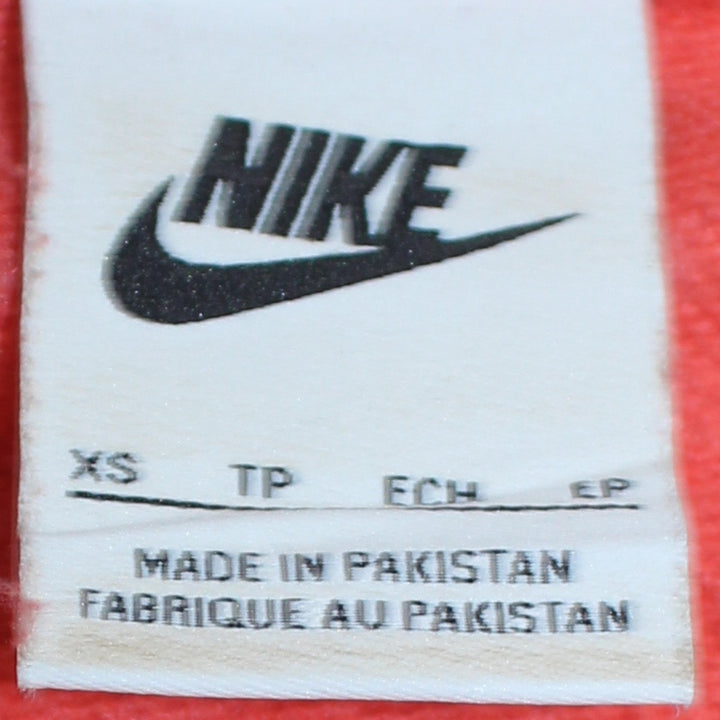 NIKE
XS TP ECH EP
MADE IN PAKISTAN
FABRIQUE AU PAKISTAN